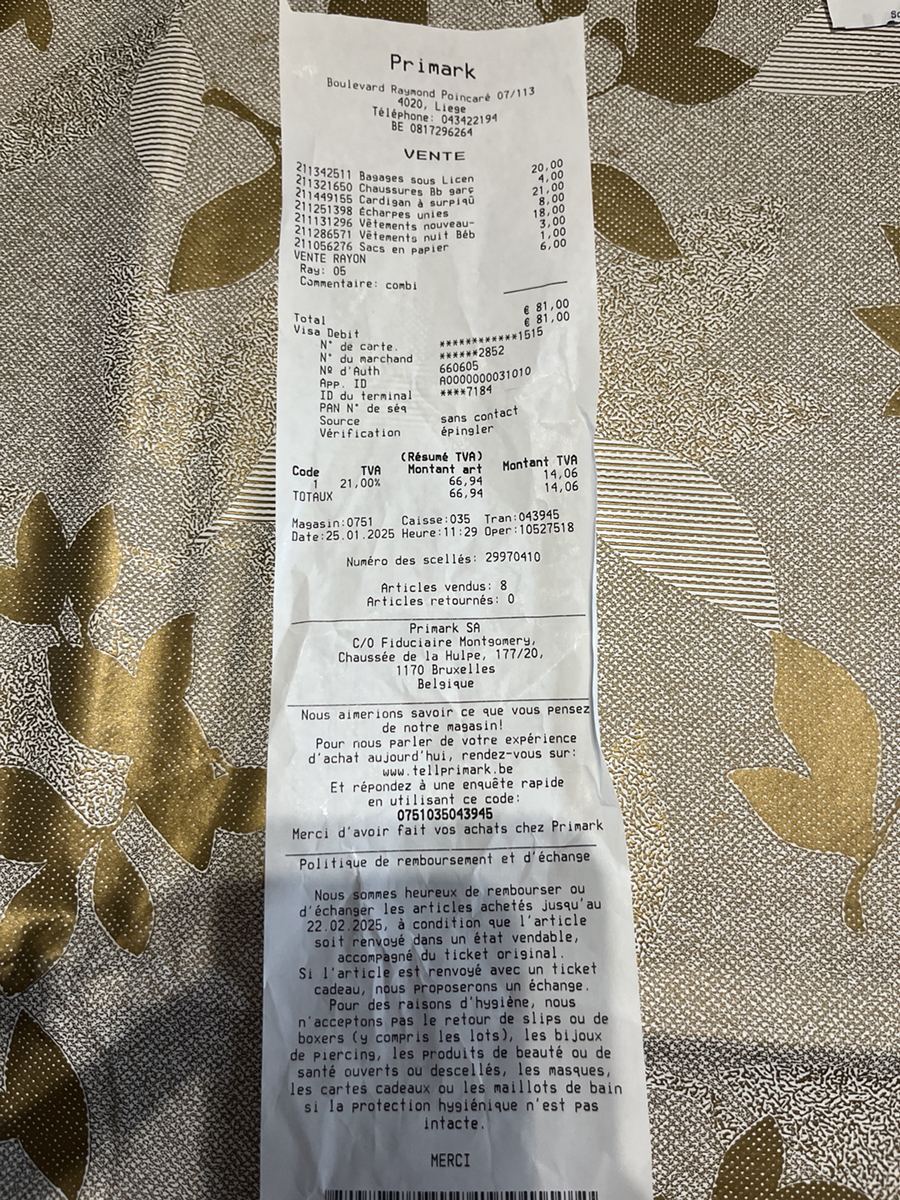 Primark
Boulevard Raymond Poincaré 07/113
4020, Liege
Téléphone: 043422194
BE 0817296264
VENTE
211342511 Bagages sous Licen 20,00
211321650 Chaussures Bb garç 4,00
211449155 Cardigan à surpiqû 21,00
211251398 Écharpes unies 8,00
211131296 Vêtements nouveau- 18,00
211286571 Vêtements nuit Béb 3,00
211056276 Sacs en papier 1,00
VENTE RAYON 6,00
Ray: 05
Commentaire: combi
Total € 81,00
Visa Debit € 81,00
N° de carte. ************1515
N° du marchand ******2852
Nº d'Auth 660605
App. ID A0000000031010
ID du terminal ****7184
PAN N° de séq
Source sans contact
Vérification épingler
(Résumé TVA)
Code TVA Montant art Montant TVA
1 21,00% 66,94 14,06
TOTAUX 66,94 14,06
Magasin:0751 Caisse:035 Tran:043945
Date:25.01.2025 Heure:11:29 Oper:10527518
Numéro des scellés: 29970410
Articles vendus: 8
Articles retournés: 0
Primark SA
C/O Fiduciaire Montgomery,
Chaussée de la Hulpe, 177/20,
1170 Bruxelles
Belgique
Nous aimerions savoir ce que vous pensez
de notre magasin!
Pour nous parler de votre expérience
d'achat aujourd'hui, rendez-vous sur:
www.tellprimark.be
Et répondez à une enquête rapide
en utilisant ce code:
0751035043945
Merci d'avoir fait vos achats chez Primark
Politique de remboursement et d'échange
Nous sommes heureux de rembourser ou
d'échanger les articles achetés jusqu'au
22.02.2025, à condition que l'article
soit renvoyé dans un état vendable,
accompagné du ticket original.
Si l'article est renvoyé avec un ticket
cadeau, nous proposerons un échange.
Pour des raisons d'hygiène, nous
n'acceptons pas le retour de slips ou de
boxers (y compris les lots), les bijoux
de piercing, les produits de beauté ou de
santé ouverts ou descellés, les masques,
les cartes cadeaux ou les maillots de bain
si la protection hygiénique n'est pas
intacte.
MERCI